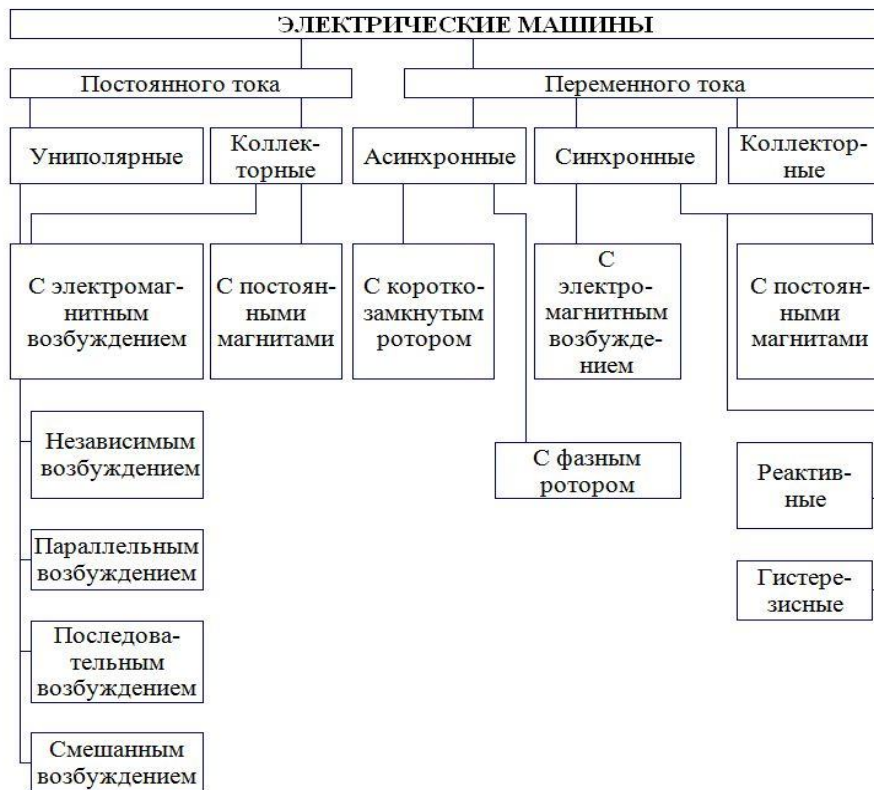 ЭЛЕКТРИЧЕСКИЕ МАШИНЫ
Постоянного тока
Переменного тока
Униполярные
Коллек-
торные
Асинхронные
Синхронные
Коллектор-
ные
С электромаг-
нитным
возбуждением
С постоян-
ными
магнитами
С коротко-
замкнутым
ротором
С
электро-
магнитным
возбужде-
нием
С постоян-
ными
магнитами
Независимым
возбуждением
С фазным
ротором
Реактив-
ные
Параллельным
возбуждением
Гистере-
зисные
Последова-
тельным
возбуждением
Смешанным
возбуждением